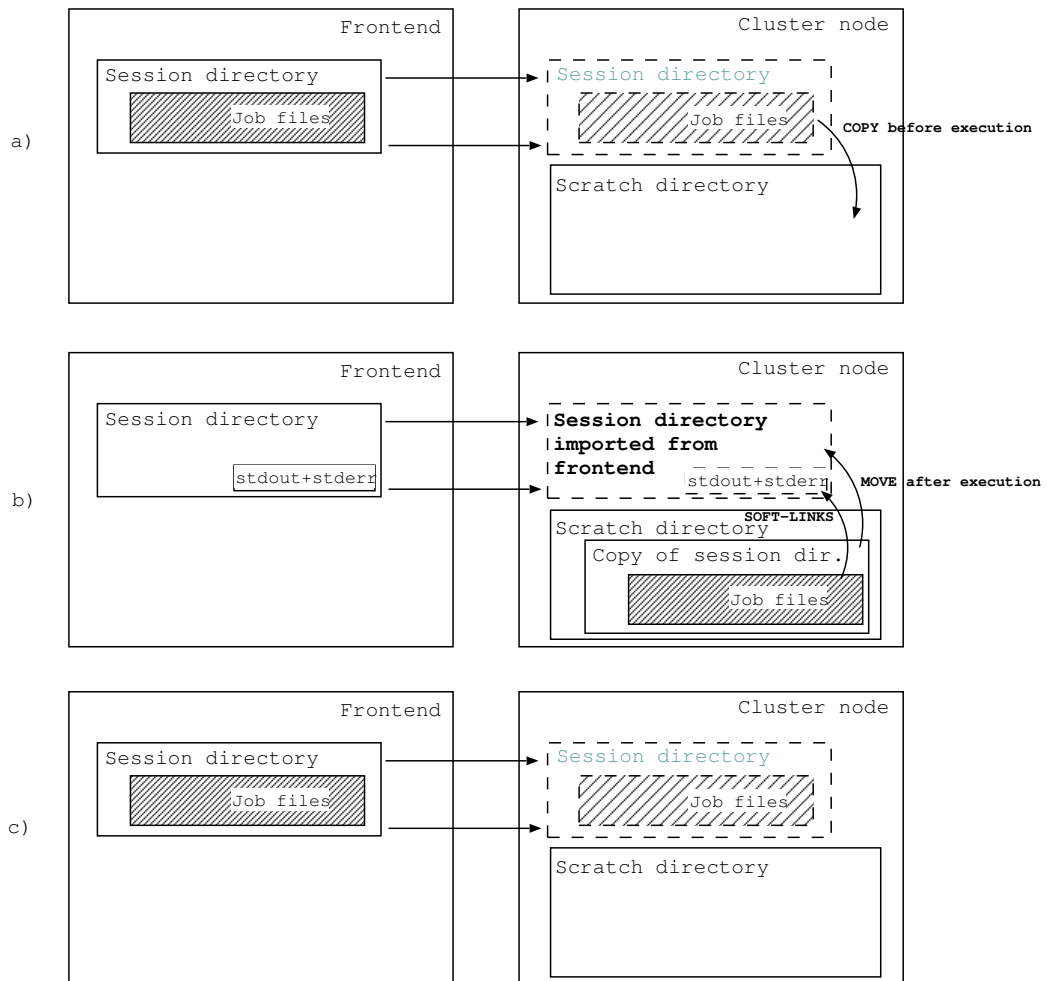 Frontend
Cluster node
Session directory
Session directory
Job files
Job files
a)
COPY before execution
Scratch directory
Frontend
Cluster node
Session directory
Session directory
imported from
frontend
stdout+stderr
stdout+stderr
MOVE after execution
b)
SOFT-LINKS
Scratch directory
Copy of session dir.
Job files
Frontend
Cluster node
Session directory
Session directory
Job files
Job files
c)
Scratch directory